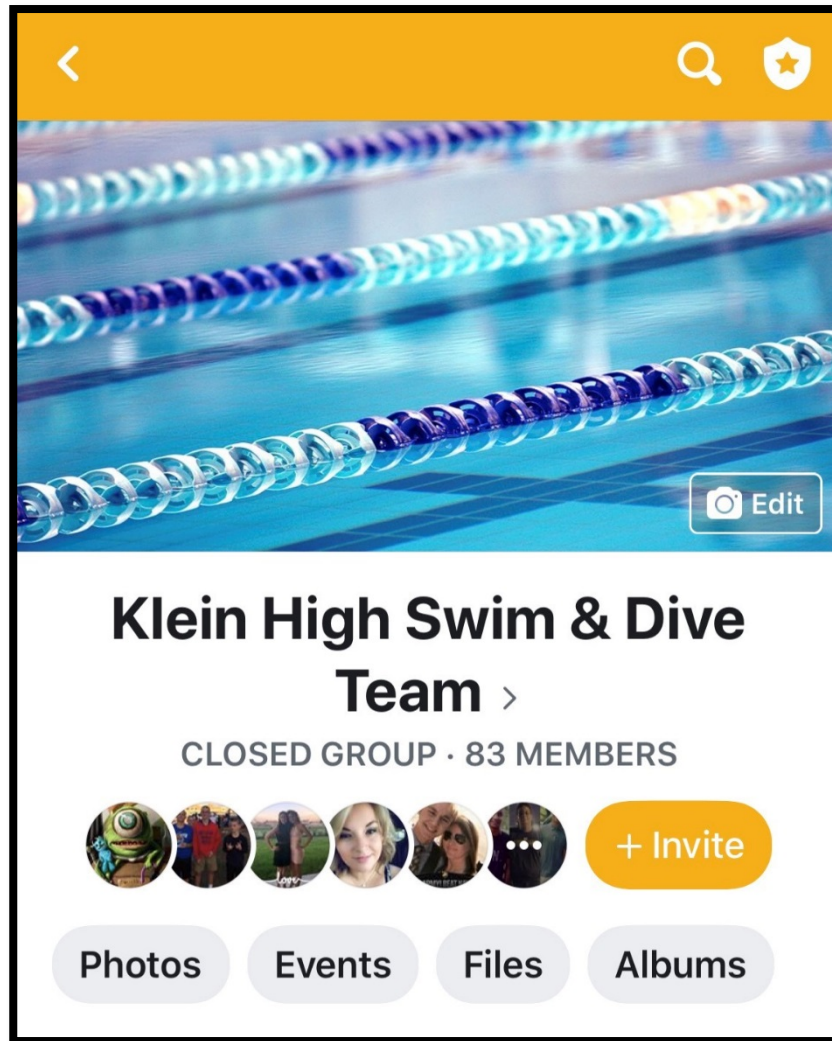 Edit
Klein High Swim & Dive
Team >
CLOSED GROUP · 83 MEMBERS
+ Invite
Photos Events Files Albums